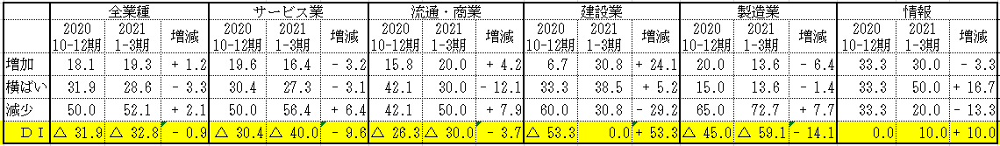 全業種 サービス業 流通・商業 建設業 製造業 情報
2020 2021 増減 2020 2021 増減 2020 2021 増減 2020 2021 増減 2020 2021 増減 2020 2021 増減
10-12期 1-3期 10-12期 1-3期 10-12期 1-3期 10-12期 1-3期 10-12期 1-3期 10-12期 1-3期
増加 18.1 19.3 + 1.2 19.6 16.4 - 3.2 15.8 20.0 + 4.2 6.7 30.8 + 24.1 20.0 13.6 - 6.4 33.3 30.0 - 3.3
横ばい 31.9 28.6 - 3.3 30.4 27.3 - 3.1 42.1 30.0 - 12.1 33.3 38.5 + 5.2 15.0 13.6 - 1.4 33.3 50.0 + 16.7
減少 50.0 52.1 + 2.1 50.0 56.4 + 6.4 42.1 50.0 + 7.9 60.0 30.8 - 29.2 65.0 72.7 + 7.7 33.3 20.0 - 13.3
ＤＩ △ 31.9 △ 32.8 - 0.9 △ 30.4 △ 40.0 - 9.6 △ 26.3 △ 30.0 - 3.7 △ 53.3 0.0 + 53.3 △ 45.0 △ 59.1 - 14.1 0.0 10.0 + 10.0